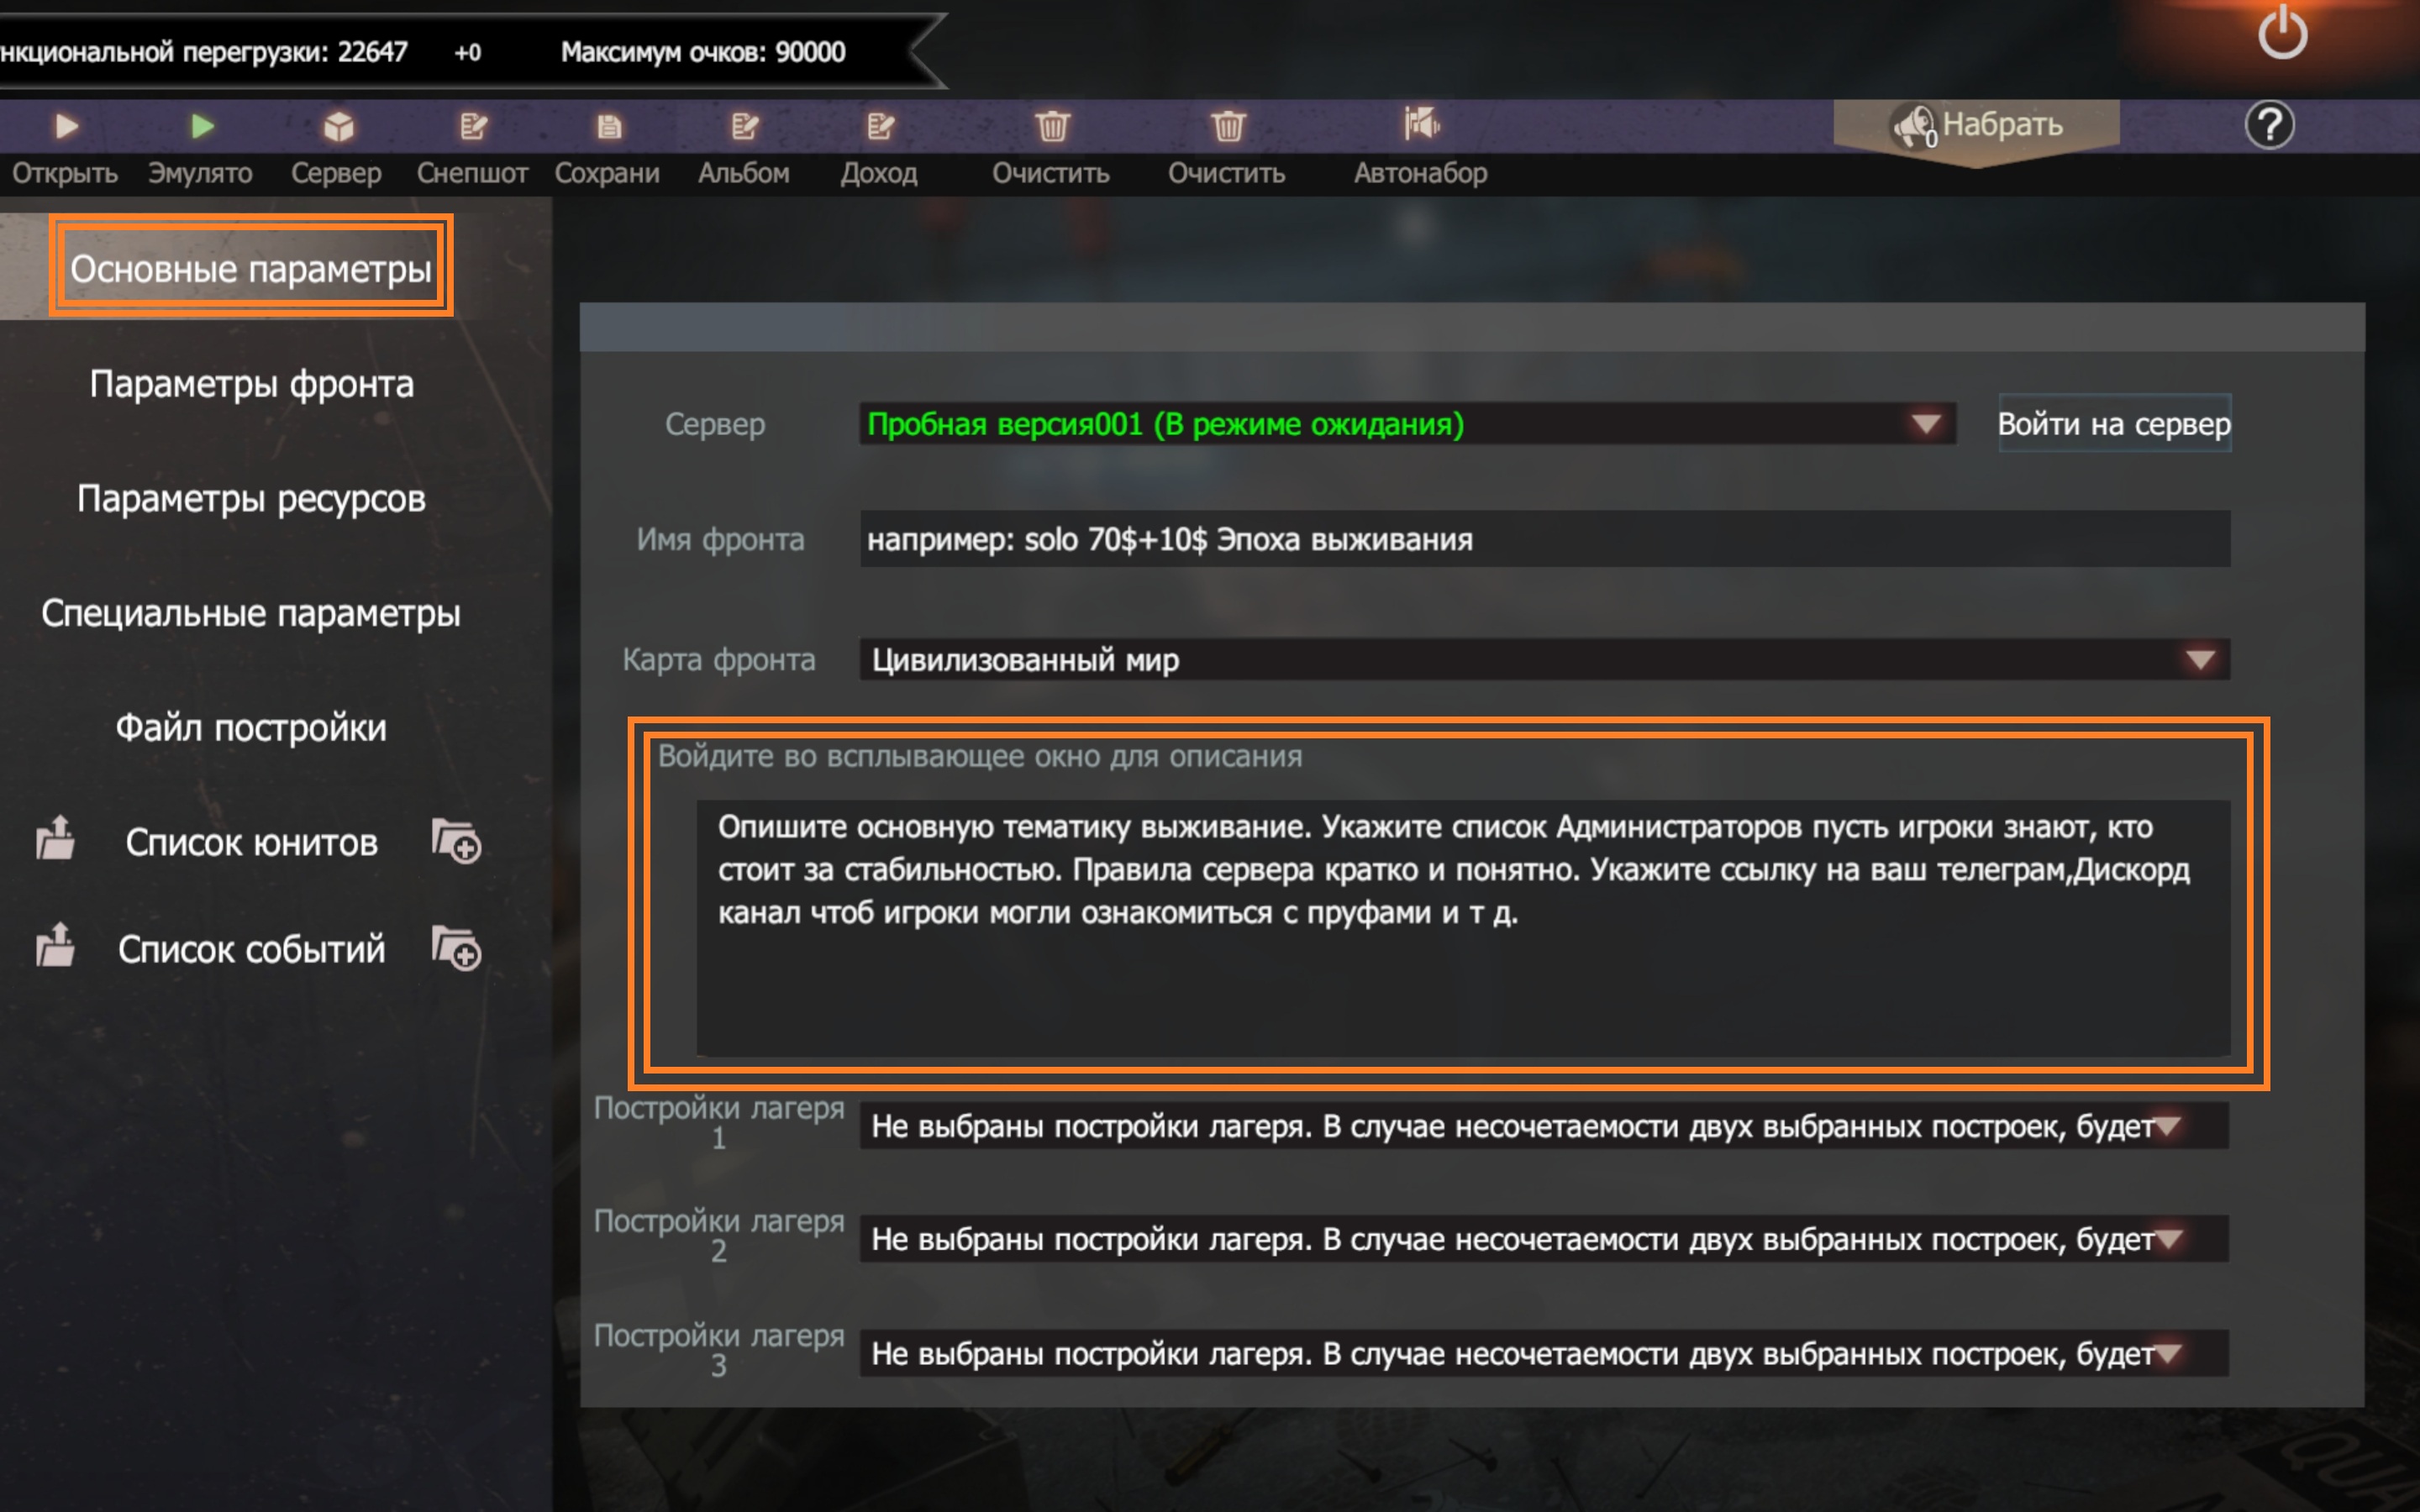 нкциональной перегрузки: 22647 +0 Максимум очков: 90000
Открыть Эмулято Сервер Снепшот Сохрани Альбом Доход Очистить Очистить Автонабор
0 Набрать ?
Основные параметры
Параметры фронта
Параметры ресурсов
Специальные параметры
Файл постройки
Список юнитов
Список событий
Сервер Пробная версия001 (В режиме ожидания) Войти на сервер
Имя фронта например: solo 70$+10$ Эпоха выживания
Карта фронта Цивилизованный мир
Войдите во всплывающее окно для описания
Опишите основную тематику выживание. Укажите список Администраторов пусть игроки знают, кто
стоит за стабильностью. Правила сервера кратко и понятно. Укажите ссылку на ваш телеграм,Дискорд
канал чтоб игроки могли ознакомиться с пруфами и т д.
Постройки лагеря
1
Не выбраны постройки лагеря. В случае несочетаемости двух выбранных построек, будет
Постройки лагеря
2
Не выбраны постройки лагеря. В случае несочетаемости двух выбранных построек, будет
Постройки лагеря
3
Не выбраны постройки лагеря. В случае несочетаемости двух выбранных построек, будет